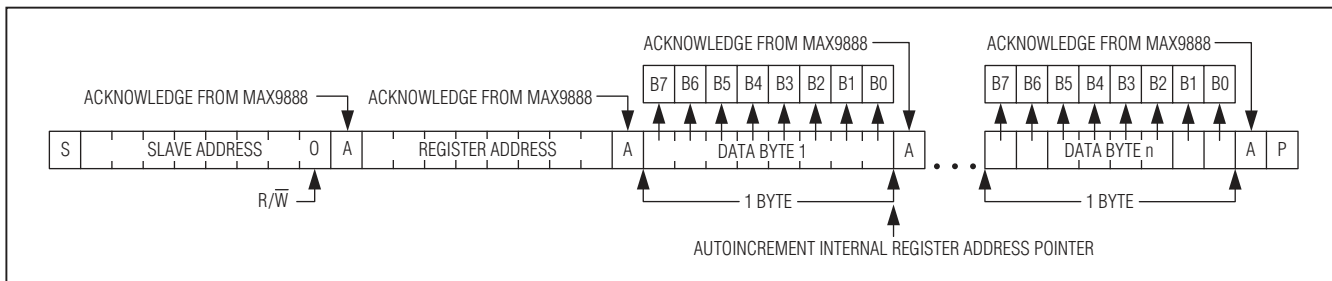 ACKNOWLEDGE FROM MAX9888 ACKNOWLEDGE FROM MAX9888
B7 B6 B5 B4 B3 B2 B1 B0 B7 B6 B5 B4 B3 B2 B1 B0
ACKNOWLEDGE FROM MAX9888 ACKNOWLEDGE FROM MAX9888
S SLAVE ADDRESS 0 A REGISTER ADDRESS A DATA BYTE 1 A ... DATA BYTE n A P
R/W̅ 1 BYTE 1 BYTE
AUTOINCREMENT INTERNAL REGISTER ADDRESS POINTER